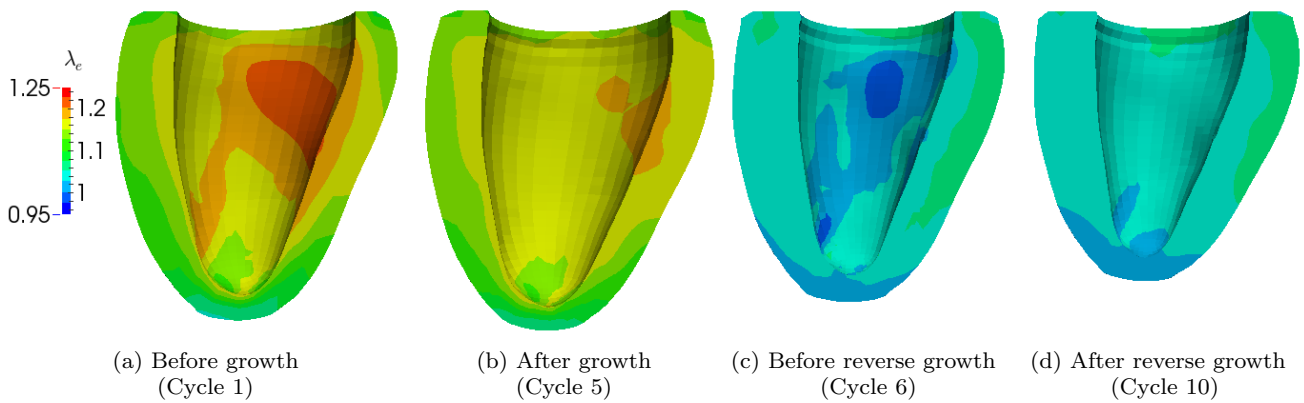 λₑ
1.25
1.2
1.1
1
0.95
(a) Before growth
(Cycle 1)
(b) After growth
(Cycle 5)
(c) Before reverse growth
(Cycle 6)
(d) After reverse growth
(Cycle 10)